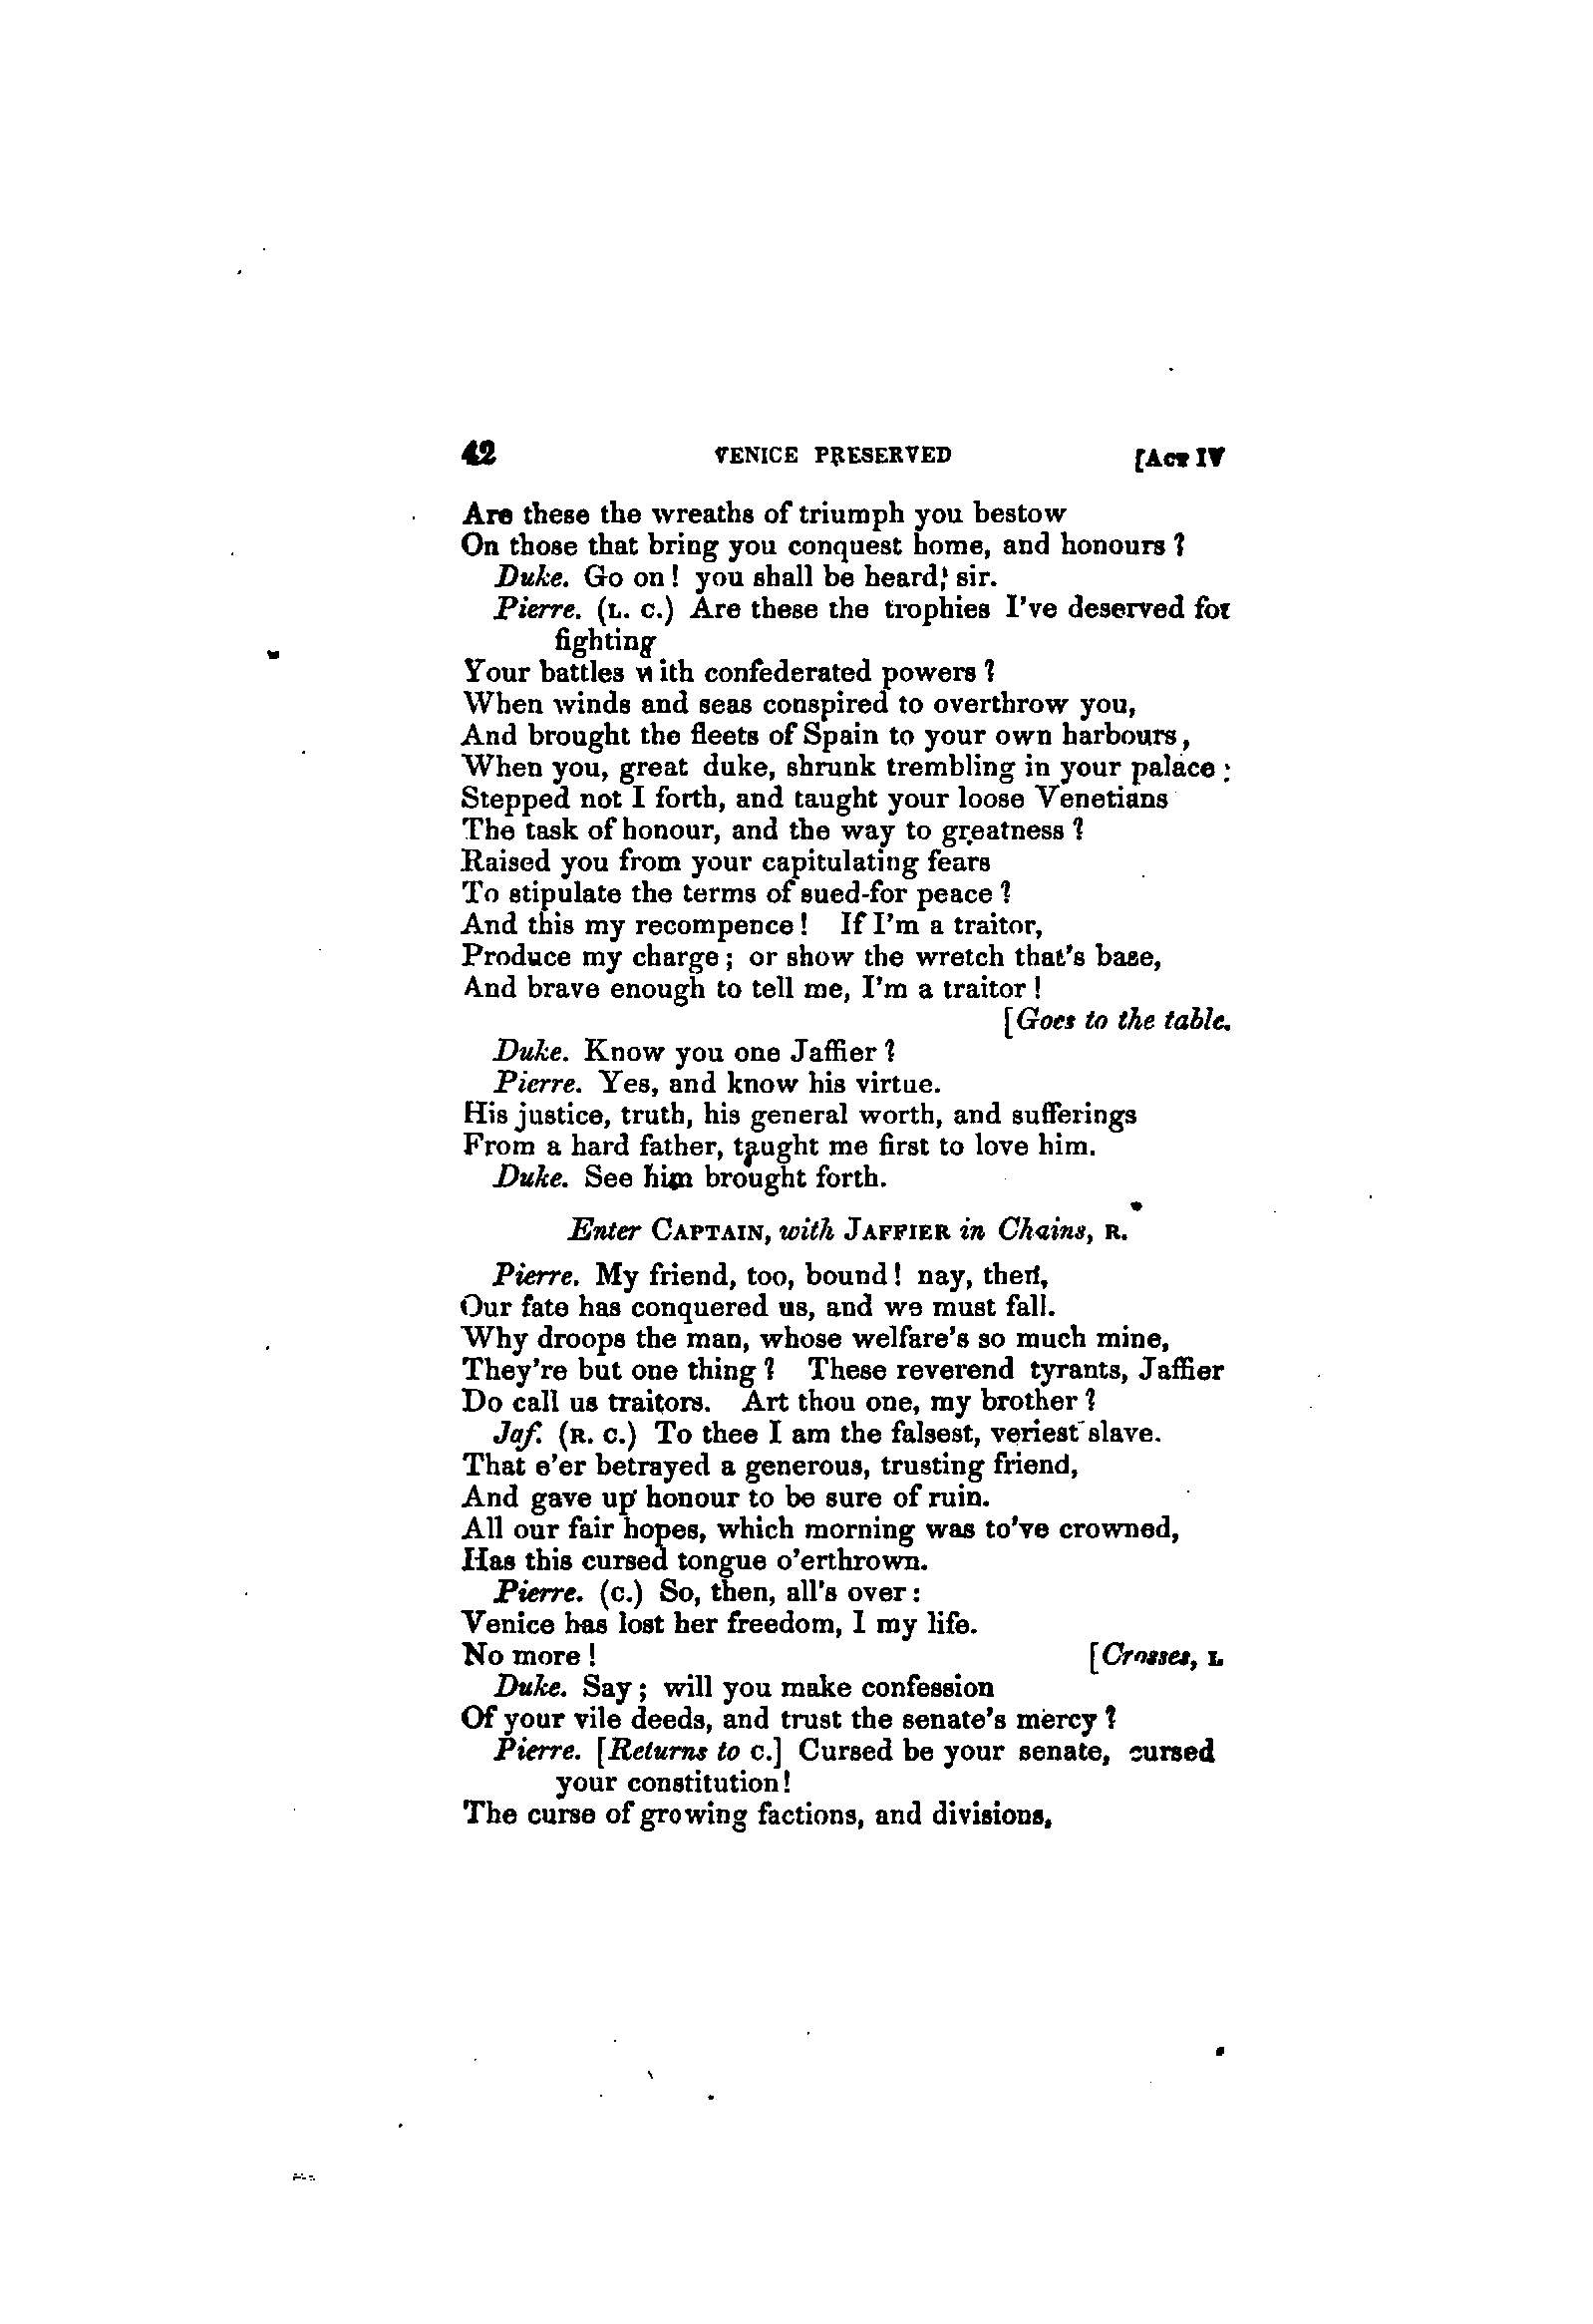 42 VENICE PRESERVED [ACT IV
Are these the wreaths of triumph you bestow
On those that bring you conquest home, and honours?
Duke. Go on! you shall be heard, sir.
Pierre. (L. C.) Are these the trophies I've deserved for
fighting
Your battles with confederated powers?
When winds and seas conspired to overthrow you,
And brought the fleets of Spain to your own harbours,
When you, great duke, shrunk trembling in your palace:
Stepped not I forth, and taught your loose Venetians
The task of honour, and the way to greatness?
Raised you from your capitulating fears
To stipulate the terms of sued-for peace?
And this my recompence! If I'm a traitor,
Produce my charge; or show the wretch that's base,
And brave enough to tell me, I'm a traitor!
[Goes to the table.
Duke. Know you one Jaffier?
Pierre. Yes, and know his virtue.
His justice, truth, his general worth, and sufferings
From a hard father, taught me first to love him.
Duke. See him brought forth.
Enter CAPTAIN, with JAFFIER in Chains, R.
Pierre. My friend, too, bound! nay, then,
Our fate has conquered us, and we must fall.
Why droops the man, whose welfare's so much mine,
They're but one thing? These reverend tyrants, Jaffier
Do call us traitors. Art thou one, my brother?
Jaf. (R. C.) To thee I am the falsest, veriest slave.
That e'er betrayed a generous, trusting friend,
And gave up honour to be sure of ruin.
All our fair hopes, which morning was to've crowned,
Has this cursed tongue o'erthrown.
Pierre. (C.) So, then, all's over:
Venice has lost her freedom, I my life.
No more! [Crosses, L
Duke. Say; will you make confession
Of your vile deeds, and trust the senate's mercy?
Pierre. [Returns to C.] Cursed be your senate, cursed
your constitution!
The curse of growing factions, and divisions,